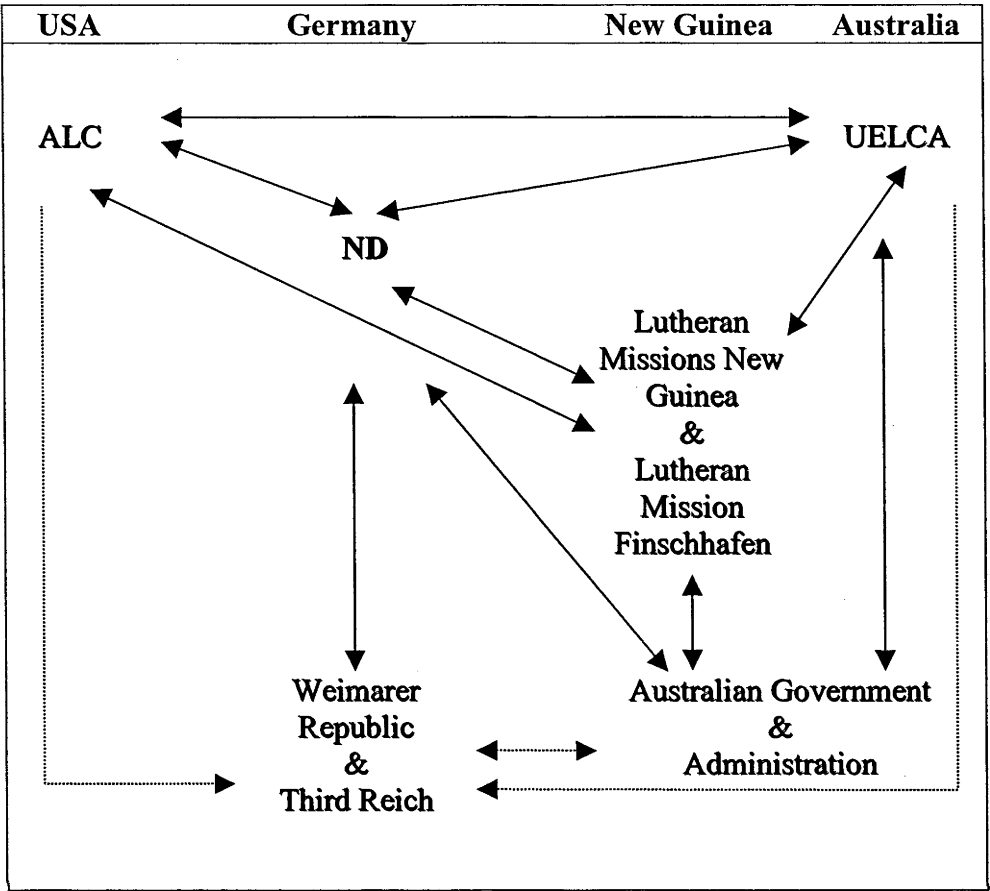 USA Germany New Guinea Australia
ALC UELCA
ND
Lutheran
Missions New
Guinea
&
Lutheran
Mission
Finschhafen
Weimarer
Republic
&
Third Reich
Australian Government
&
Administration